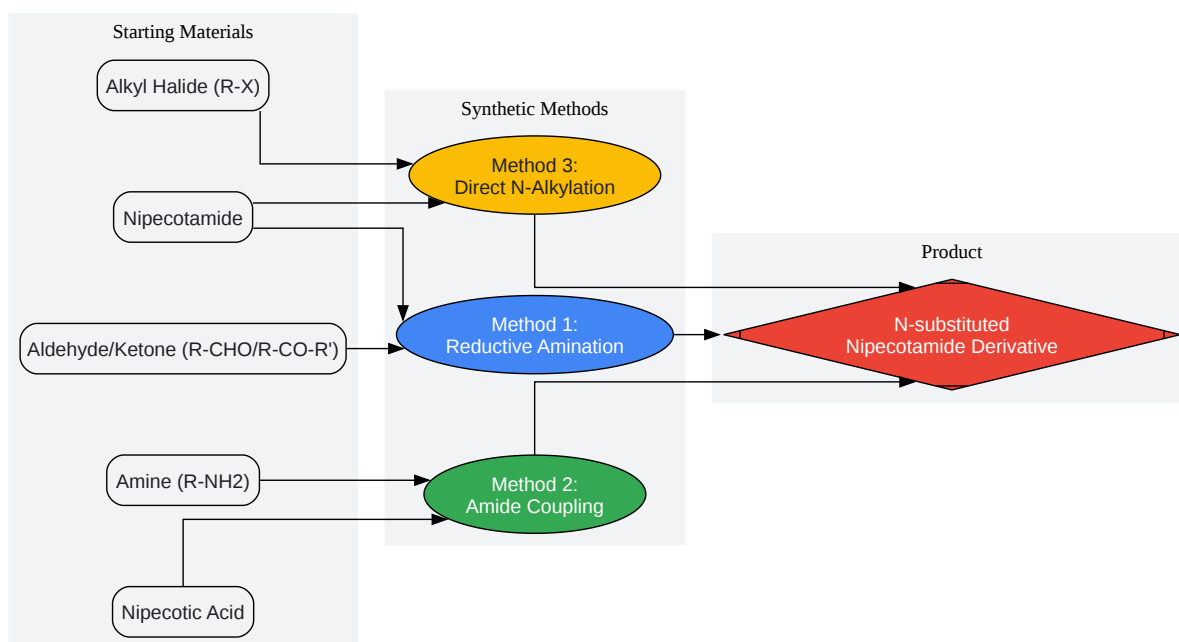 Starting Materials
Alkyl Halide (R-X)
Nipecotamide
Aldehyde/Ketone (R-CHO/R-CO-R')
Amine (R-NH2)
Nipecotic Acid
Synthetic Methods
Method 3:
Direct N-Alkylation
Method 1:
Reductive Amination
Method 2:
Amide Coupling
Product
N-substituted
Nipecotamide Derivative